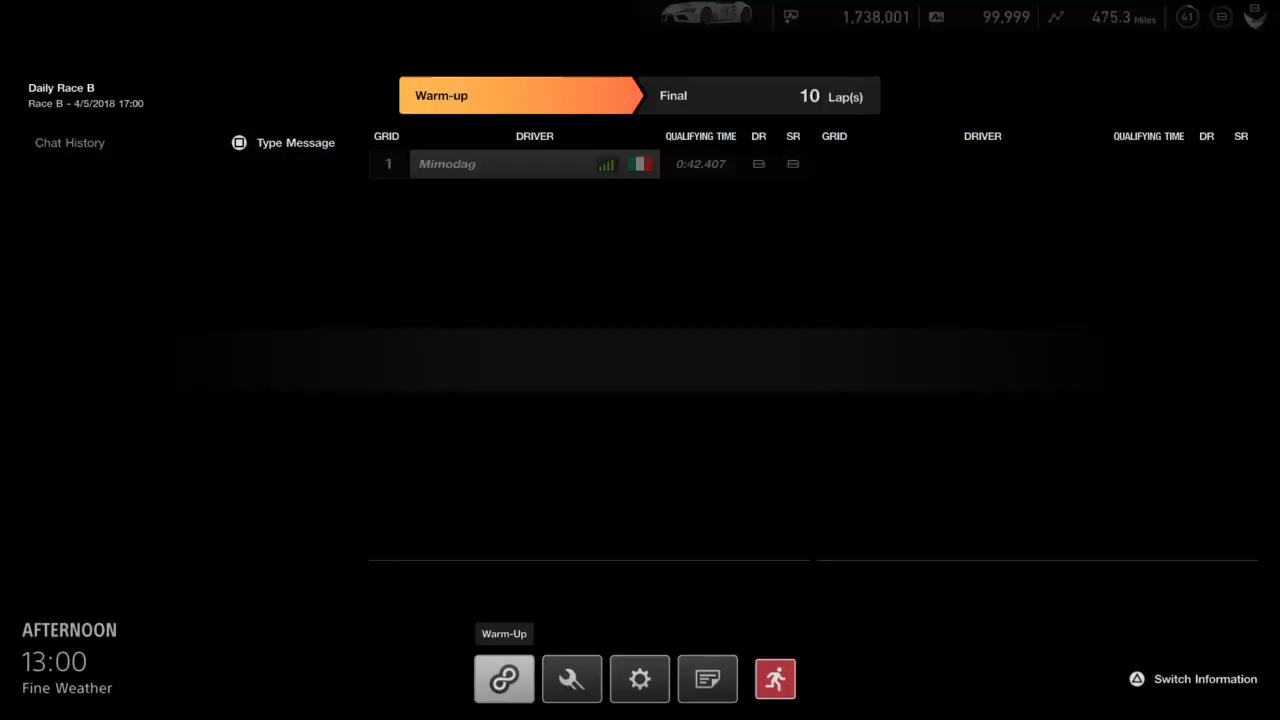 1,738,001 99,999 475.3 Miles 41 B B
Daily Race B
Race B - 4/5/2018 17:00
Warm-up Final 10 Lap(s)
Chat History Type Message
GRID DRIVER QUALIFYING TIME DR SR GRID DRIVER QUALIFYING TIME DR SR
1 Mimodag 0:42.407 B B
AFTERNOON
13:00
Fine Weather
Warm-Up
Switch Information